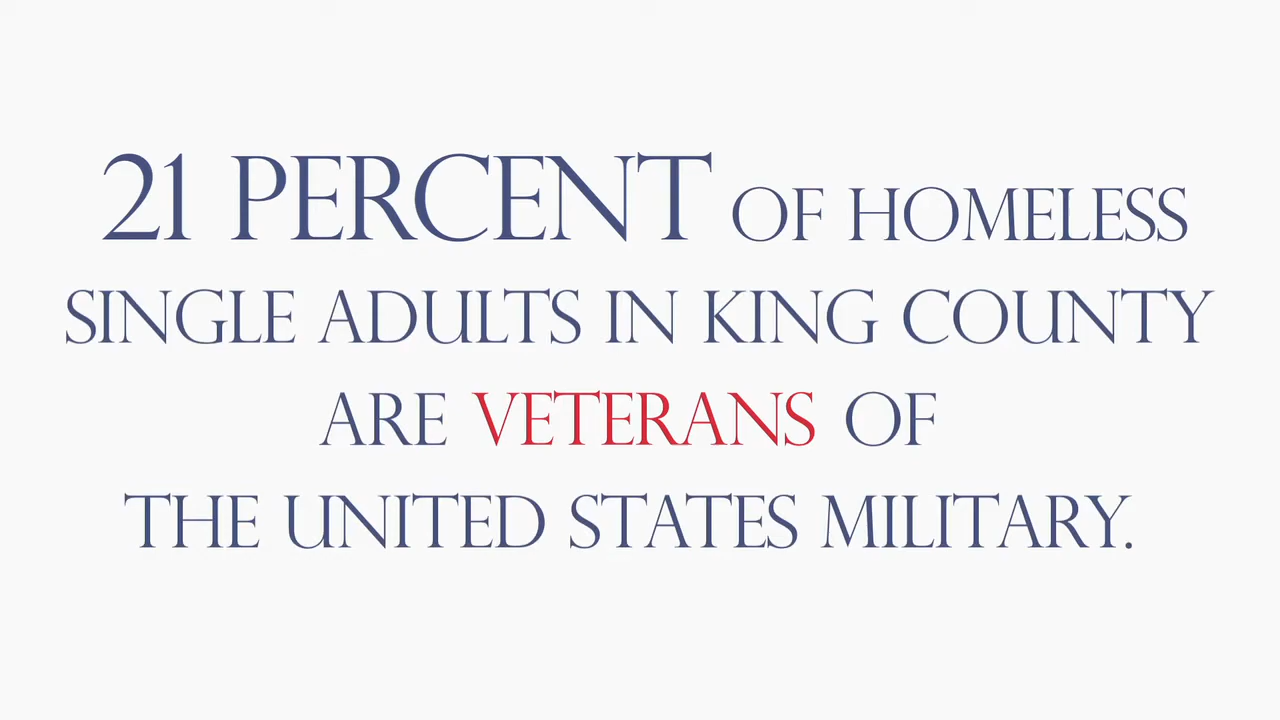 21 PERCENT OF HOMELESS
SINGLE ADULTS IN KING COUNTY
ARE VETERANS OF
THE UNITED STATES MILITARY.